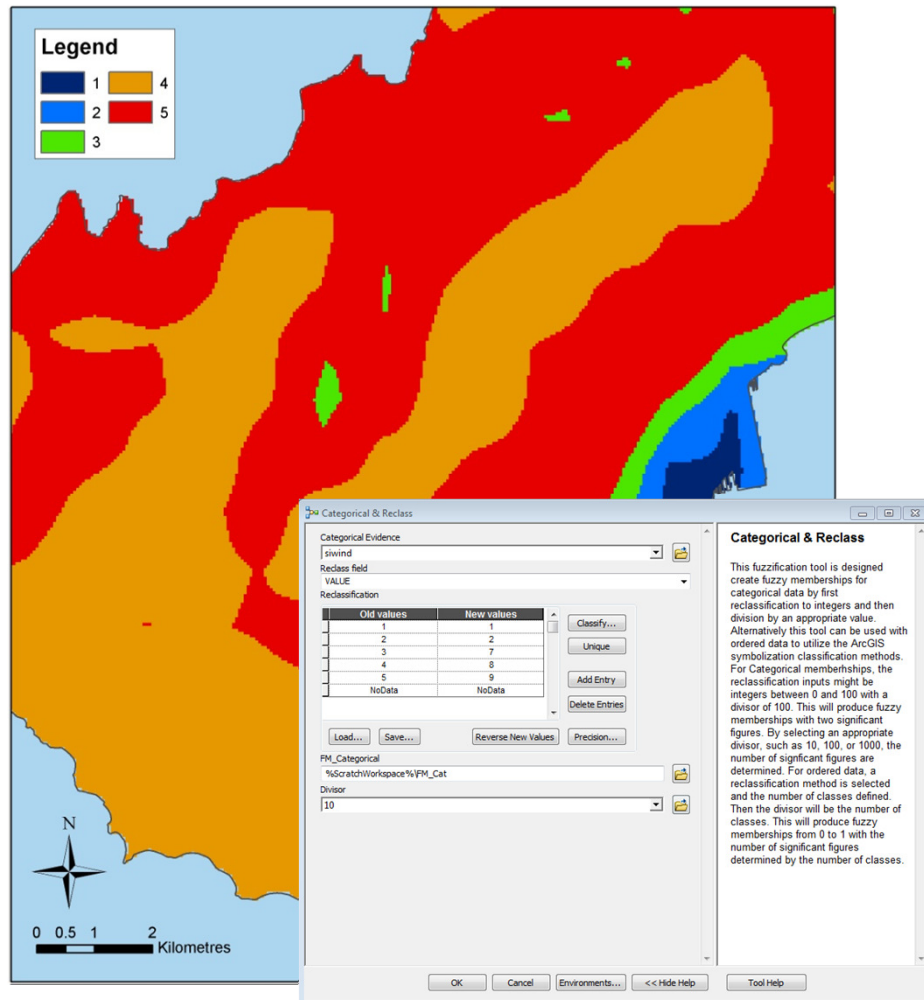 Legend
1 4
2 5
3
N
0 0.5 1 2
Kilometres
Categorical & Reclass
Categorical Evidence
siwind
Reclass field
VALUE
Reclassification
Old values New values
1 1
2 2
3 7
4 8
5 9
NoData NoData
Classify...
Unique
Add Entry
Delete Entries
Load... Save... Reverse New Values Precision...
FM_Categorical
%ScratchWorkspace%\FM_Cat
Divisor
10
Categorical & Reclass
This fuzzification tool is designed
create fuzzy memberships for
categorical data by first
reclassification to integers and then
division by an appropriate value.
Alternatively this tool can be used with
ordered data to utilize the ArcGIS
symbolization classification methods.
For Categorical memberhships, the
reclassification inputs might be
integers between 0 and 100 with a
divisor of 100. This will produce fuzzy
memberships with two significant
figures. By selecting an appropriate
divisor, such as 10, 100, or 1000, the
number of signficant figures are
determined. For ordered data, a
reclassification method is selected
and the number of classes defined.
Then the divisor will be the number of
classes. This will produce fuzzy
memberships from 0 to 1 with the
number of significant figures
determined by the number of classes.
OK Cancel Environments... << Hide Help Tool Help